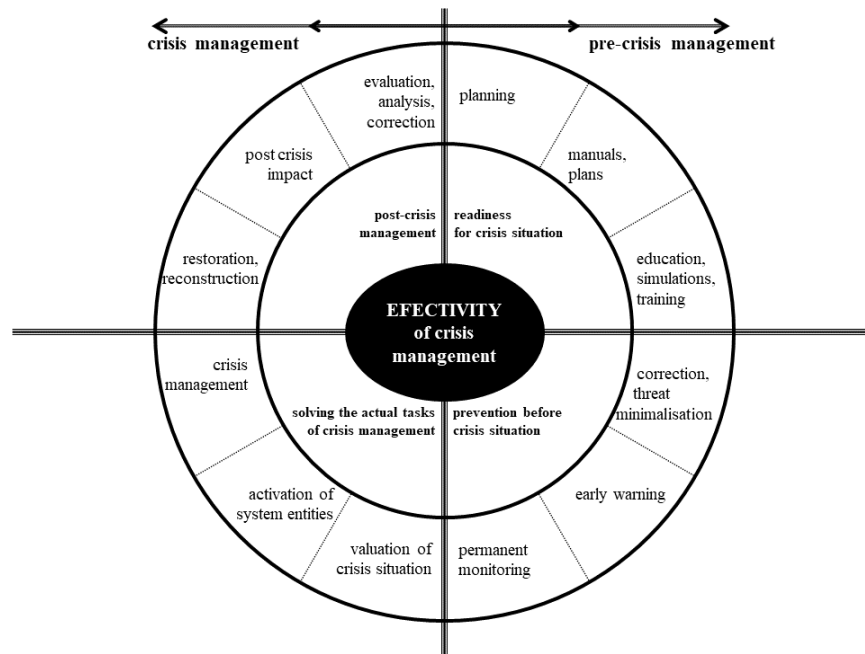 crisis management
pre-crisis management
evaluation,
analysis,
correction
planning
post crisis
impact
manuals,
plans
restoration,
reconstruction
education,
simulations,
training
post-crisis
management
readiness
for crisis situation
EFECTIVITY
of crisis
management
crisis
management
correction,
threat
minimalisation
solving the actual tasks
of crisis management
prevention before
crisis situation
activation of
system entities
early warning
valuation of
crisis situation
permanent
monitoring